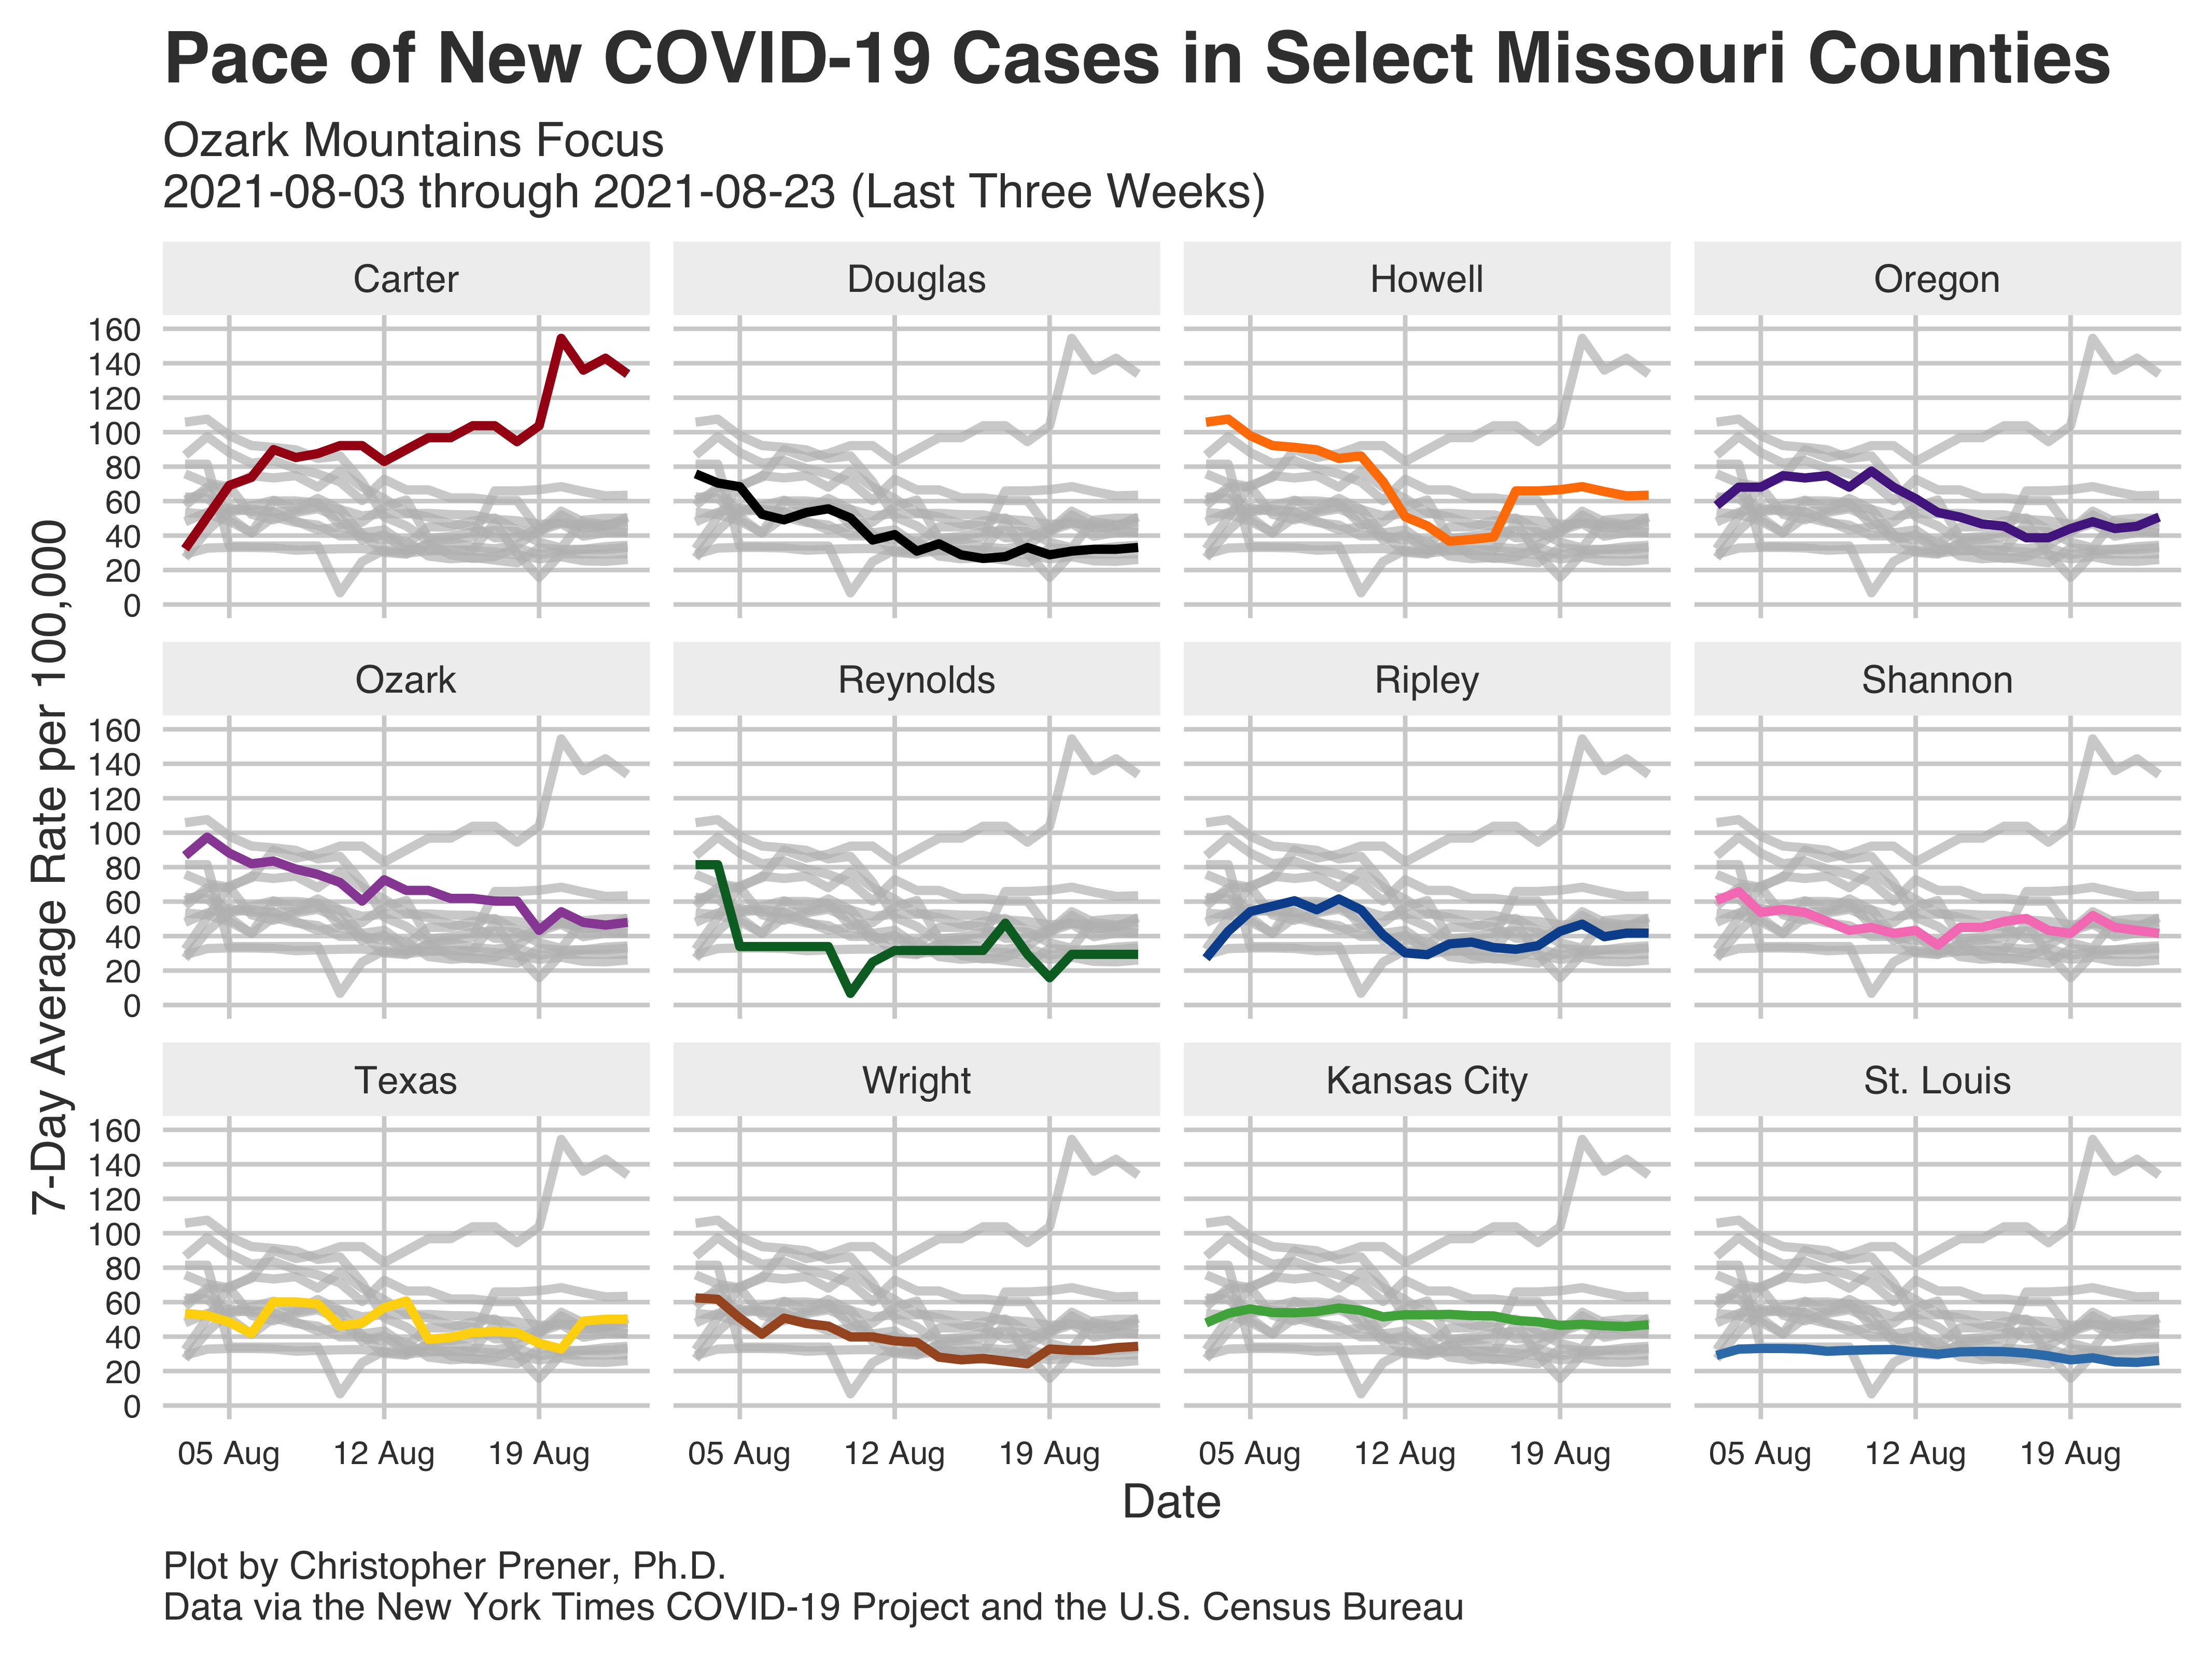 Pace of New COVID-19 Cases in Select Missouri Counties
Ozark Mountains Focus
2021-08-03 through 2021-08-23 (Last Three Weeks)
7-Day Average Rate per 100,000
Carter Douglas Howell Oregon
160
140
120
100
80
60
40
20
0
Ozark Reynolds Ripley Shannon
160
140
120
100
80
60
40
20
0
Texas Wright Kansas City St. Louis
160
140
120
100
80
60
40
20
0
05 Aug 12 Aug 19 Aug 05 Aug 12 Aug 19 Aug 05 Aug 12 Aug 19 Aug 05 Aug 12 Aug 19 Aug
Date
Plot by Christopher Prener, Ph.D.
Data via the New York Times COVID-19 Project and the U.S. Census Bureau